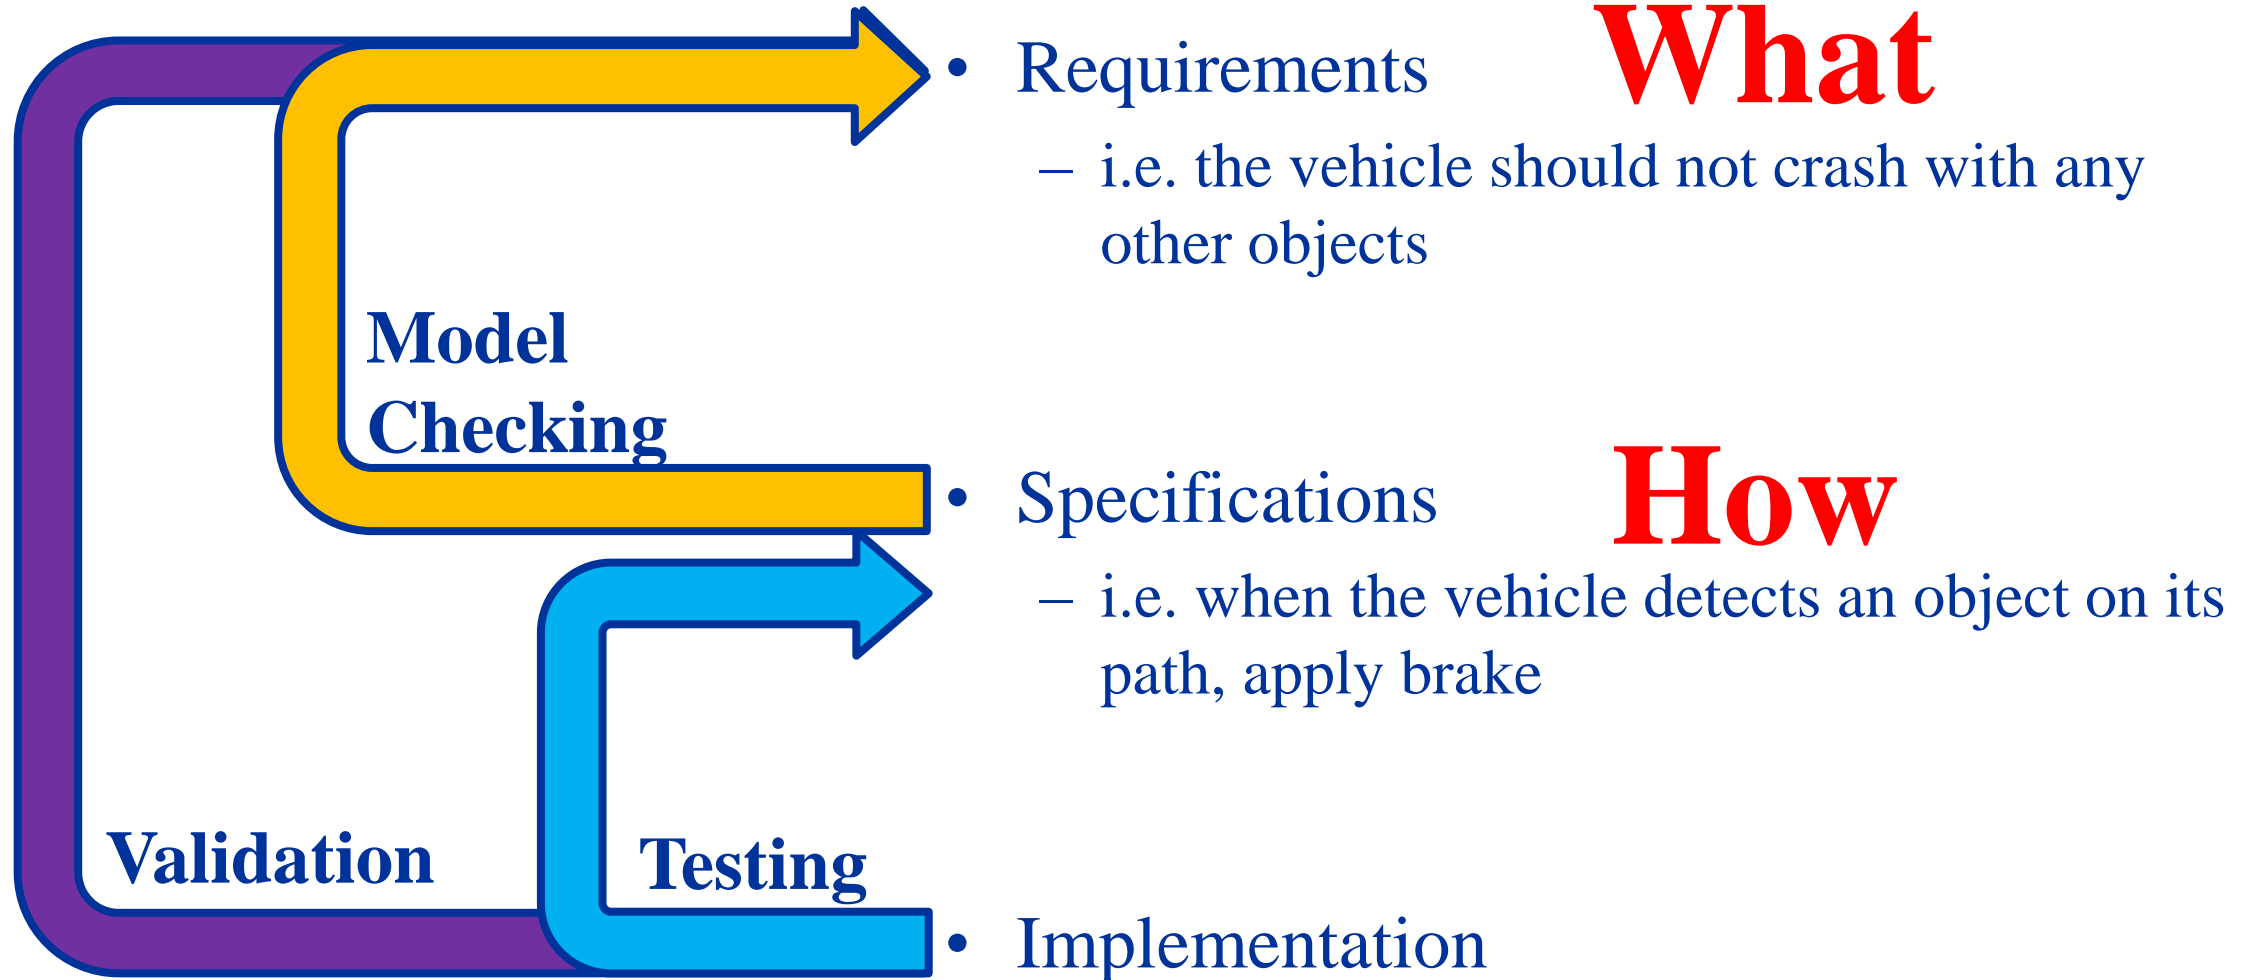 • Requirements What
– i.e. the vehicle should not crash with any
other objects
Model
Checking
• Specifications How
– i.e. when the vehicle detects an object on its
path, apply brake
Validation
Testing
• Implementation